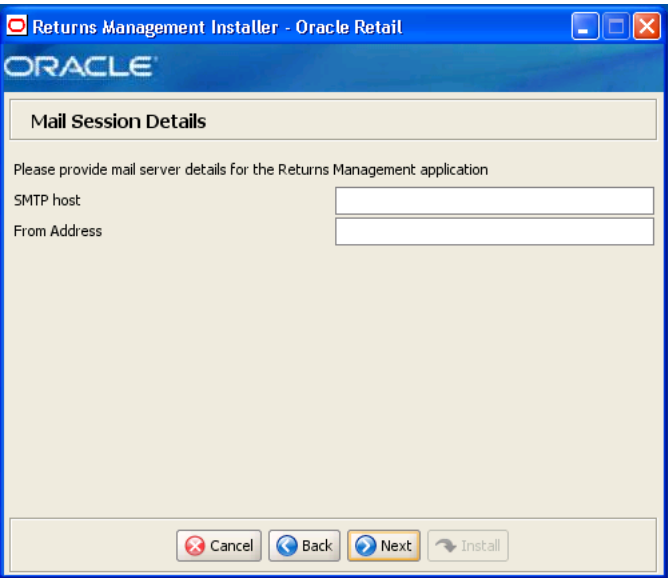 Returns Management Installer - Oracle Retail
ORACLE
Mail Session Details
Please provide mail server details for the Returns Management application
SMTP host
From Address
Cancel Back Next Install